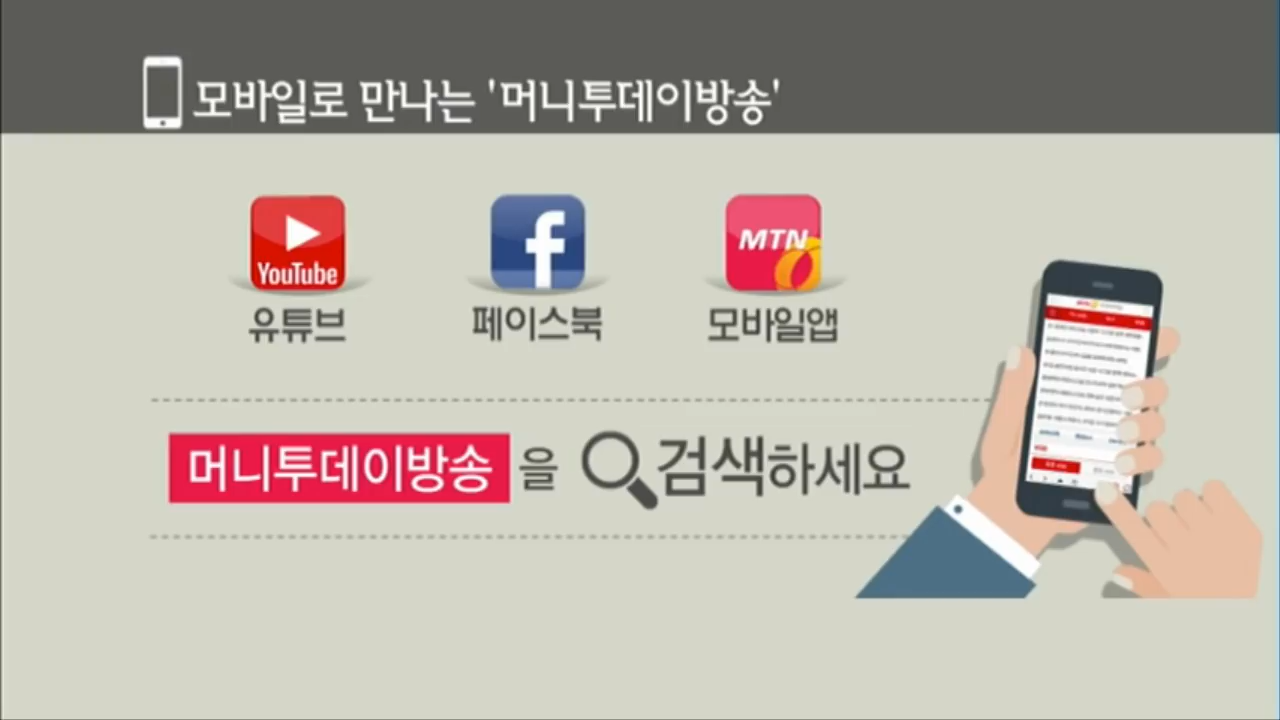 모바일로 만나는 '머니투데이방송'
YouTube
MTN
유튜브
페이스북
모바일앱
머니투데이방송 을 검색하세요